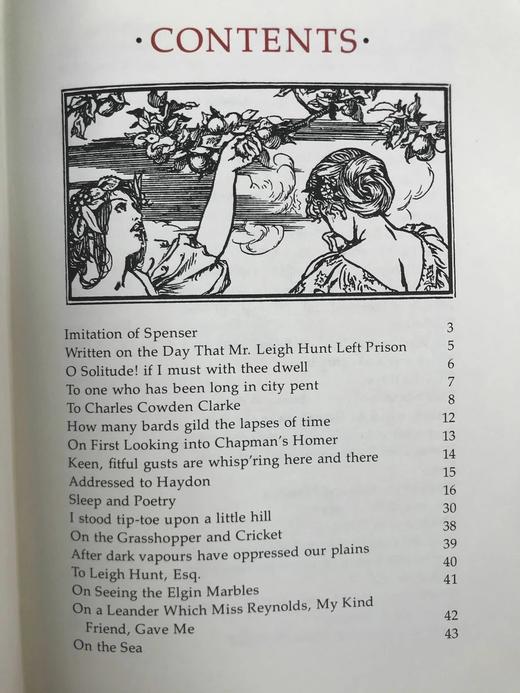 ·CONTENTS·
Imitation of Spenser 3
Written on the Day That Mr. Leigh Hunt Left Prison 5
O Solitude! if I must with thee dwell 6
To one who has been long in city pent 7
To Charles Cowden Clarke 8
How many bards gild the lapses of time 12
On First Looking into Chapman's Homer 13
Keen, fitful gusts are whisp'ring here and there 14
Addressed to Haydon 15
Sleep and Poetry 16
I stood tip-toe upon a little hill 30
On the Grasshopper and Cricket 38
After dark vapours have oppressed our plains 39
To Leigh Hunt, Esq. 40
On Seeing the Elgin Marbles 41
On a Leander Which Miss Reynolds, My Kind
Friend, Gave Me 42
On the Sea 43